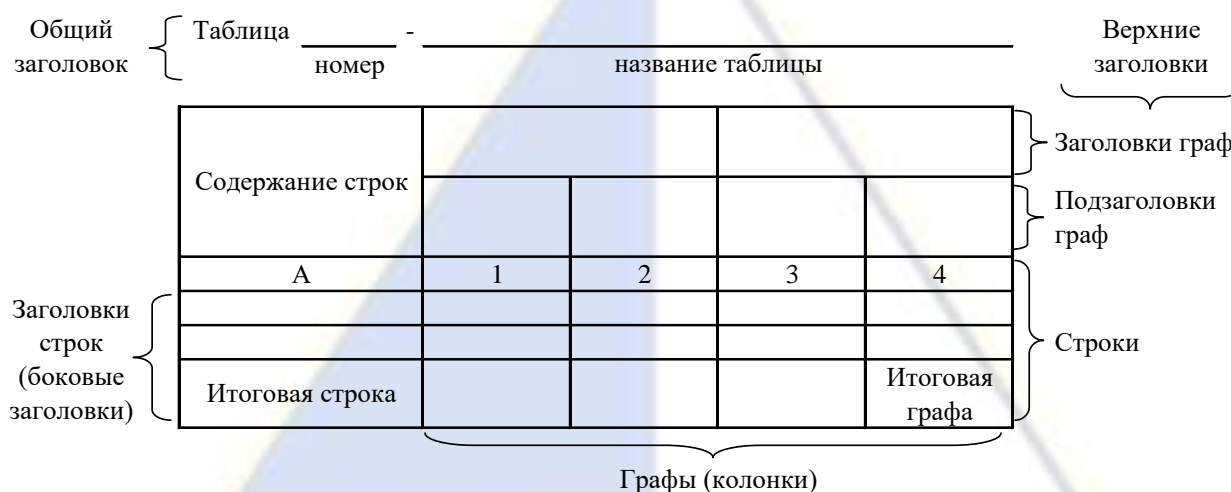 Общий
заголовок
Таблица - 
номер
название таблицы
Верхние
заголовки
Содержание строк
Заголовки граф
Подзаголовки
граф
А 1 2 3 4
Заголовки
строк
(боковые
заголовки)
Строки
Итоговая строка
Итоговая
графа
Графы (колонки)